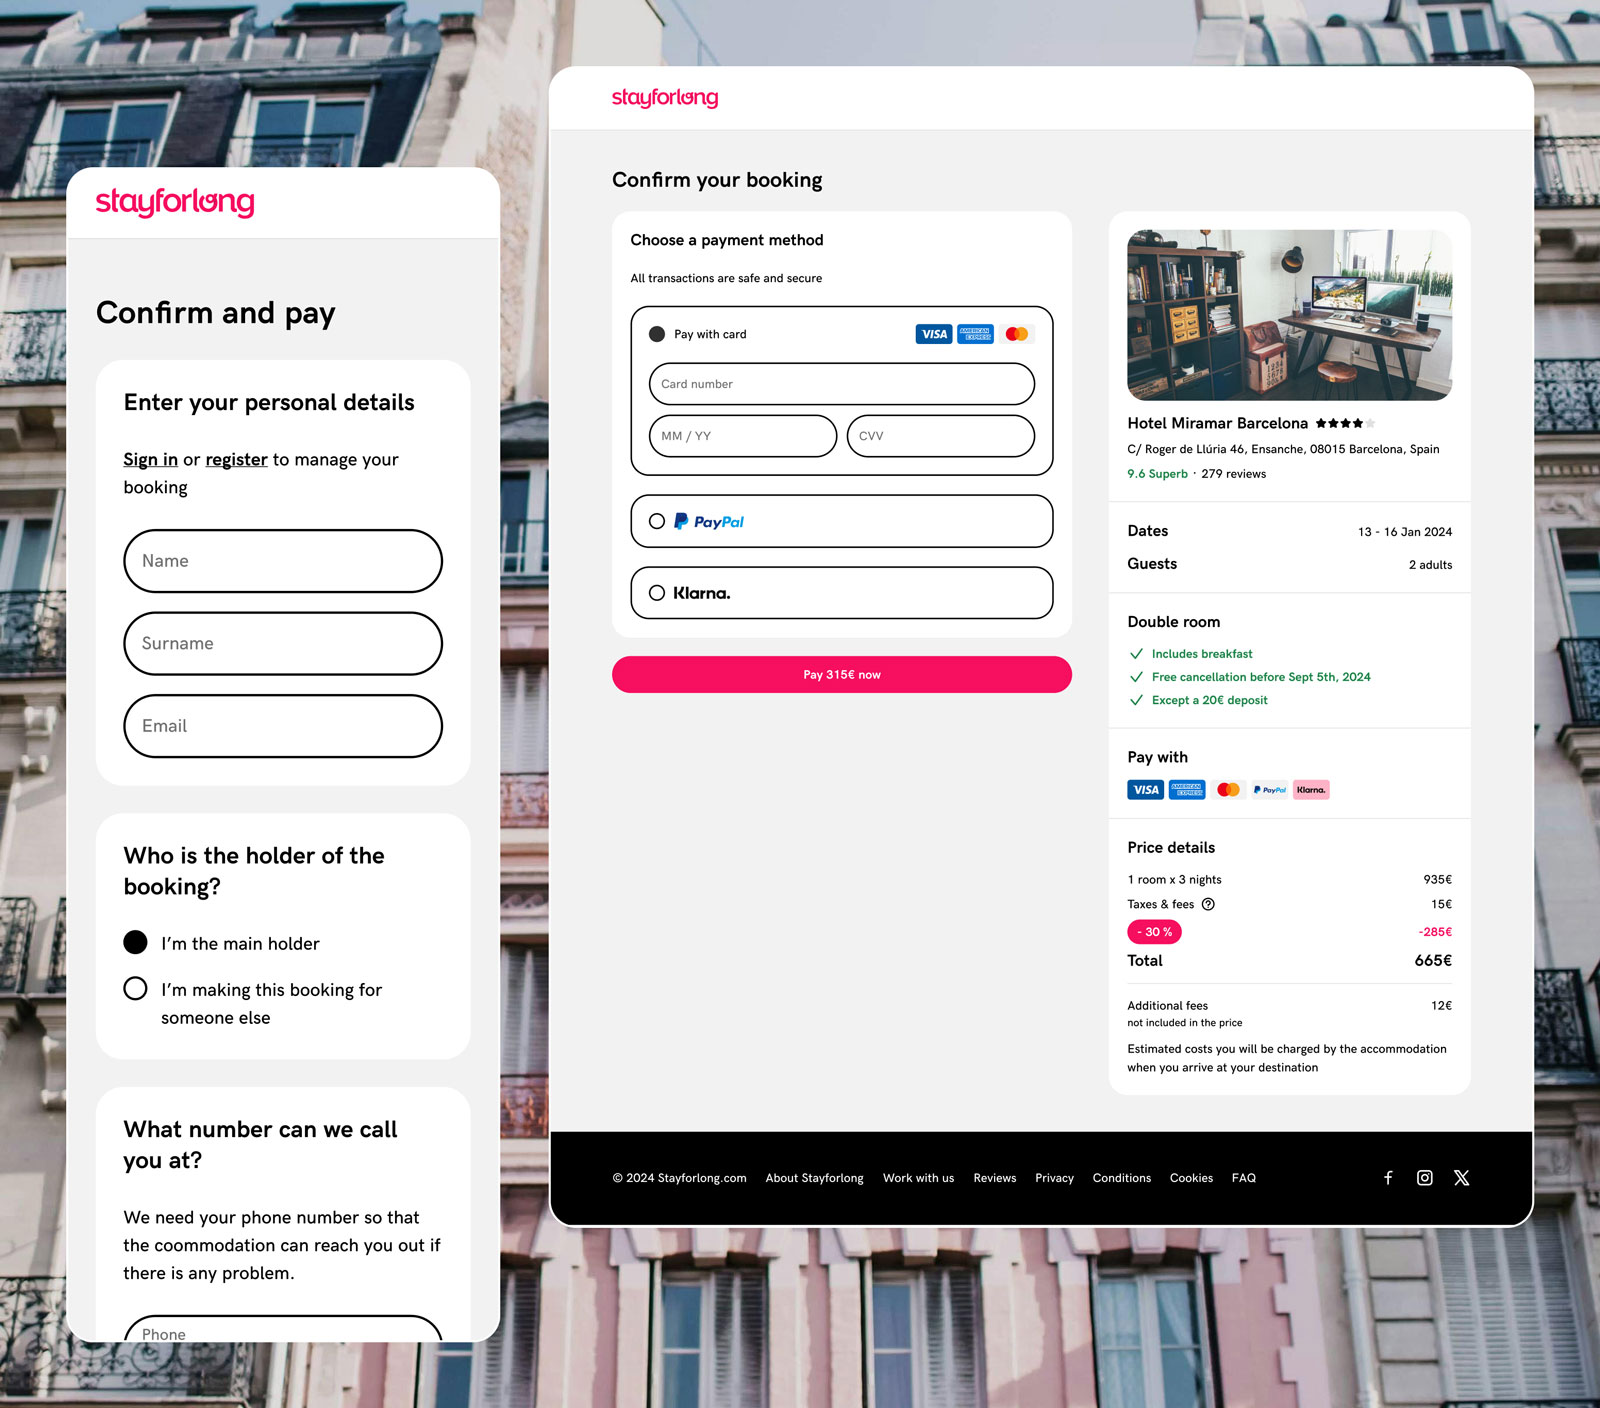 stayforlong
Confirm and pay
Enter your personal details
Sign in or register to manage your
booking
Name
Surname
Email
Who is the holder of the
booking?
I'm the main holder
I'm making this booking for
someone else
What number can we call
you at?
We need your phone number so that
the coommodation can reach you out if
there is any problem.
Phone
stayforlong
Confirm your booking
Choose a payment method
All transactions are safe and secure
Pay with card
VISA
AMERICAN
EXPRESS
Card number
MM / YY
CVV
PayPal
Klarna.
Pay 315€ now
Hotel Miramar Barcelona
C/ Roger de Llúria 46, Ensanche, 08015 Barcelona, Spain
9.6 Superb · 279 reviews
Dates 13 - 16 Jan 2024
Guests 2 adults
Double room
Includes breakfast
Free cancellation before Sept 5th, 2024
Except a 20€ deposit
Pay with
VISA AMERICAN EXPRESS PayPal Klarna.
Price details
1 room x 3 nights 935€
Taxes & fees ? 15€
- 30 % -285€
Total 665€
Additional fees 12€
not included in the price
Estimated costs you will be charged by the accommodation
when you arrive at your destination
© 2024 Stayforlong.com About Stayforlong Work with us Reviews Privacy Conditions Cookies FAQ